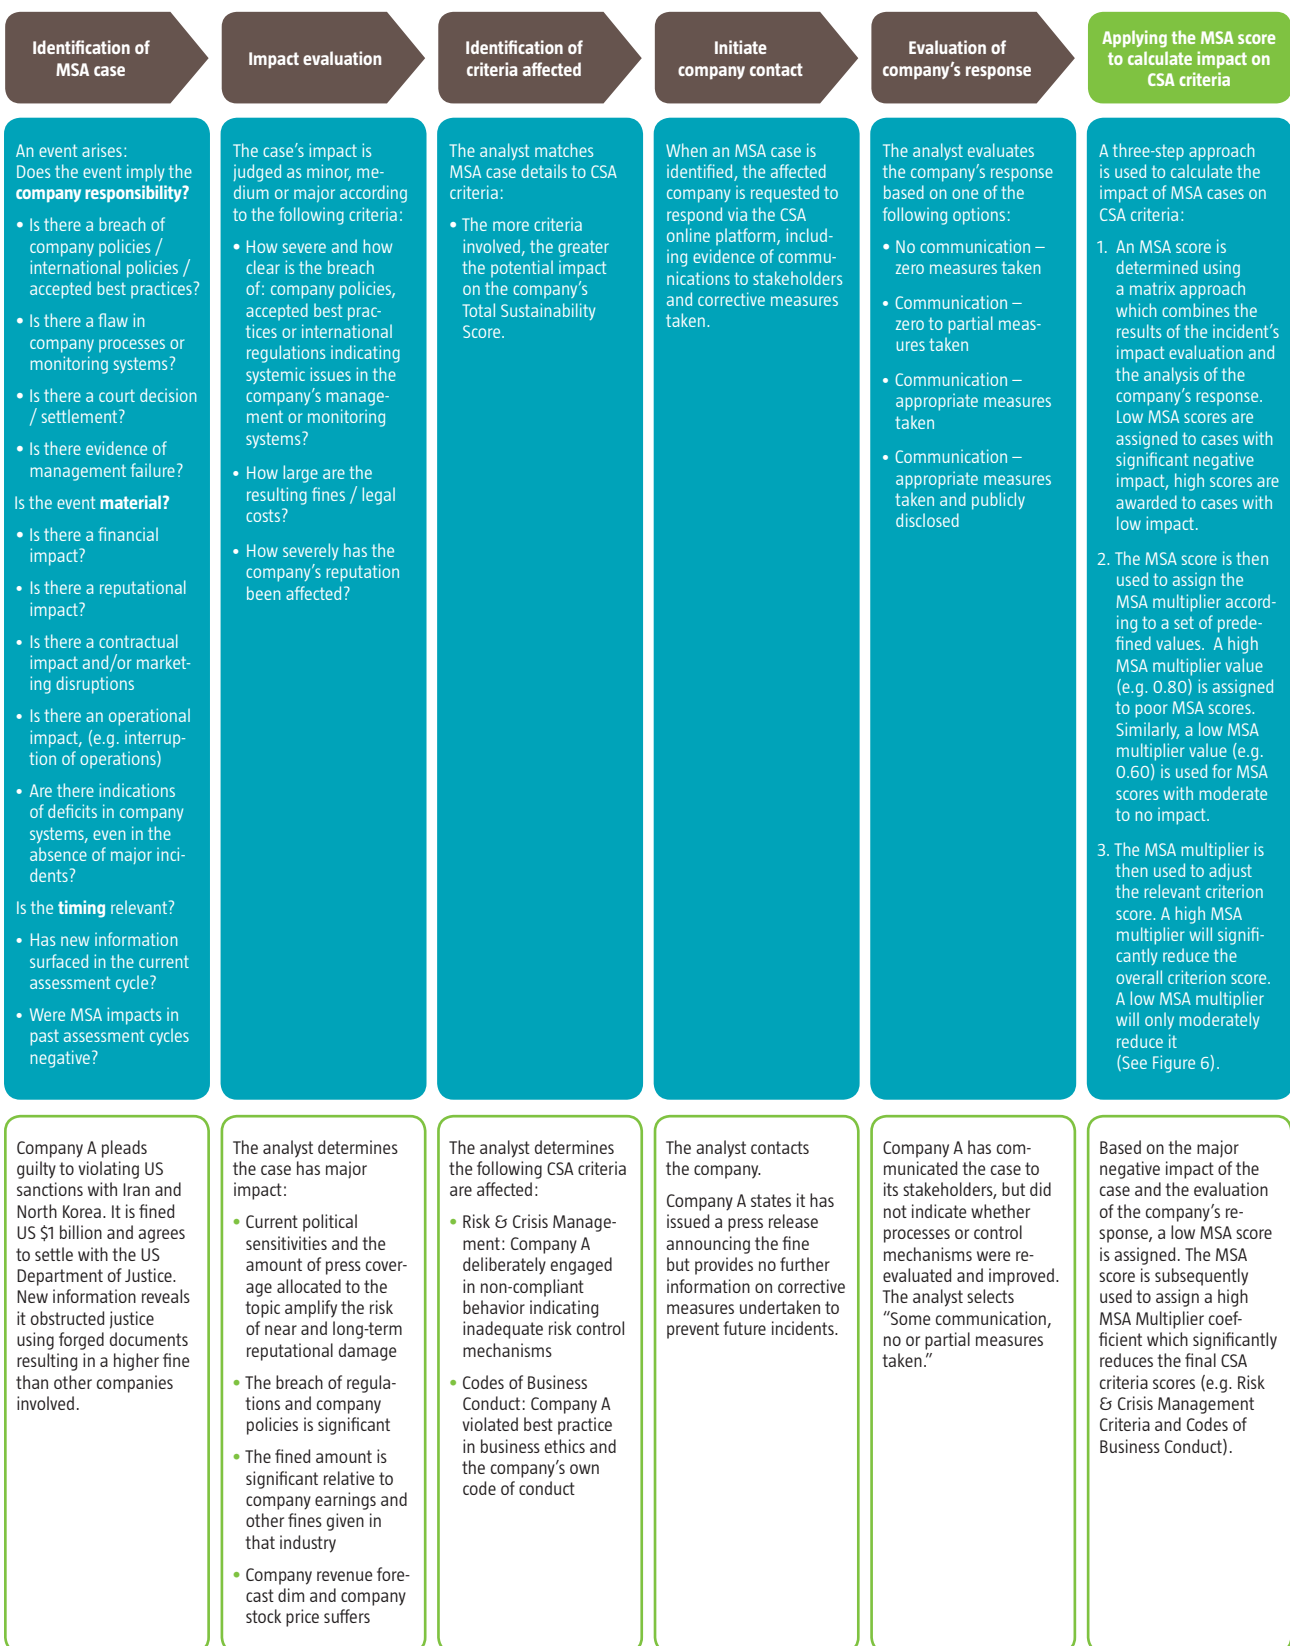 Identification of
MSA case
Impact evaluation
Identification of
criteria affected
Initiate
company contact
Evaluation of
company’s response
Applying the MSA score
to calculate impact on
CSA criteria
An event arises:
Does the event imply the
company responsibility?
• Is there a breach of
company policies /
international policies /
accepted best practices?
• Is there a flaw in
company processes or
monitoring systems?
• Is there a court decision
/ settlement?
• Is there evidence of
management failure?
Is the event material?
• Is there a financial
impact?
• Is there a reputational
impact?
• Is there a contractual
impact and/or market-
ing disruptions
• Is there an operational
impact, (e.g. interrup-
tion of operations)
• Are there indications
of deficits in company
systems, even in the
absence of major inci-
dents?
Is the timing relevant?
• Has new information
surfaced in the current
assessment cycle?
• Were MSA impacts in
past assessment cycles
negative?
The case’s impact is
judged as minor, me-
dium or major according
to the following criteria:
• How severe and how
clear is the breach
of: company policies,
accepted best prac-
tices or international
regulations indicating
systemic issues in the
company’s manage-
ment or monitoring
systems?
• How large are the
resulting fines / legal
costs?
• How severely has the
company’s reputation
been affected?
The analyst matches
MSA case details to CSA
criteria:
• The more criteria
involved, the greater
the potential impact
on the company’s
Total Sustainability
Score.
When an MSA case is
identified, the affected
company is requested to
respond via the CSA
online platform, includ-
ing evidence of commu-
nications to stakeholders
and corrective measures
taken.
The analyst evaluates
the company’s response
based on one of the
following options:
• No communication –
zero measures taken
• Communication –
zero to partial meas-
ures taken
• Communication –
appropriate measures
taken
• Communication –
appropriate measures
taken and publicly
disclosed
A three-step approach
is used to calculate the
impact of MSA cases on
CSA criteria:
1. An MSA score is
determined using
a matrix approach
which combines the
results of the incident’s
impact evaluation and
the analysis of the
company’s response.
Low MSA scores are
assigned to cases with
significant negative
impact, high scores are
awarded to cases with
low impact.
2. The MSA score is then
used to assign the
MSA multiplier accord-
ing to a set of prede-
fined values. A high
MSA multiplier value
(e.g. 0.80) is assigned
to poor MSA scores.
Similarly, a low MSA
multiplier value (e.g.
0.60) is used for MSA
scores with moderate
to no impact.
3. The MSA multiplier is
then used to adjust
the relevant criterion
score. A high MSA
multiplier will signifi-
cantly reduce the
overall criterion score.
A low MSA multiplier
will only moderately
reduce it
(See Figure 6).
Company A pleads
guilty to violating US
sanctions with Iran and
North Korea. It is fined
US $1 billion and agrees
to settle with the US
Department of Justice.
New information reveals
it obstructed justice
using forged documents
resulting in a higher fine
than other companies
involved.
The analyst determines
the case has major
impact:
• Current political
sensitivities and the
amount of press cover-
age allocated to the
topic amplify the risk
of near and long-term
reputational damage
• The breach of regula-
tions and company
policies is significant
• The fined amount is
significant relative to
company earnings and
other fines given in
that industry
• Company revenue fore-
cast dim and company
stock price suffers
The analyst determines
the following CSA criteria
are affected:
• Risk & Crisis Manage-
ment: Company A
deliberately engaged
in non-compliant
behavior indicating
inadequate risk control
mechanisms
• Codes of Business
Conduct: Company A
violated best practice
in business ethics and
the company’s own
code of conduct
The analyst contacts
the company.
Company A states it has
issued a press release
announcing the fine
but provides no further
information on corrective
measures undertaken to
prevent future incidents.
Company A has com-
municated the case to
its stakeholders, but did
not indicate whether
processes or control
mechanisms were re-
evaluated and improved.
The analyst selects
“Some communication,
no or partial measures
taken.”
Based on the major
negative impact of the
case and the evaluation
of the company’s re-
sponse, a low MSA score
is assigned. The MSA
score is subsequently
used to assign a high
MSA Multiplier coef-
ficient which significantly
reduces the final CSA
criteria scores (e.g. Risk
& Crisis Management
Criteria and Codes of
Business Conduct).